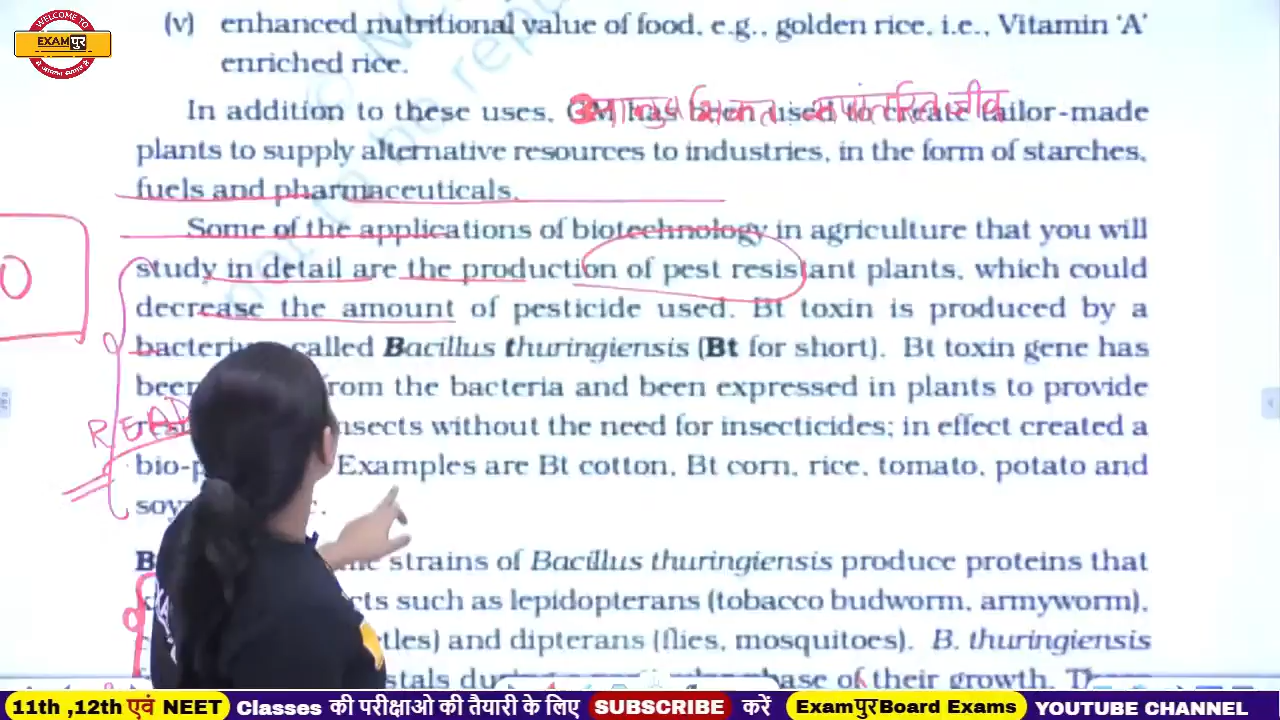 WELCOME TO
EXAMपुर
(v) enhanced nutritional value of food, e.g., golden rice, i.e., Vitamin ‘A’
enriched rice.
In addition to these uses, GM has been used to create tailor-made
plants to supply alternative resources to industries, in the form of starches,
fuels and pharmaceuticals.
Some of the applications of biotechnology in agriculture that you will
study in detail are the production of pest resistant plants, which could
decrease the amount of pesticide used. Bt toxin is produced by a
called Bacillus thuringiensis (Bt for short). Bt toxin gene has
been from the bacteria and been expressed in plants to provide
without the need for insecticides; in effect created a
Examples are Bt cotton, Bt corn, rice, tomato, potato and
READ
strains of Bacillus thuringiensis produce proteins that
such as lepidopterans (tobacco budworm, armyworm),
and dipterans (flies, mosquitoes). B. thuringiensis
of their growth.
11th ,12th एवं NEET Classes की परीक्षाओ की तैयारी के लिए SUBSCRIBE करें Examपुर Board Exams YOUTUBE CHANNEL